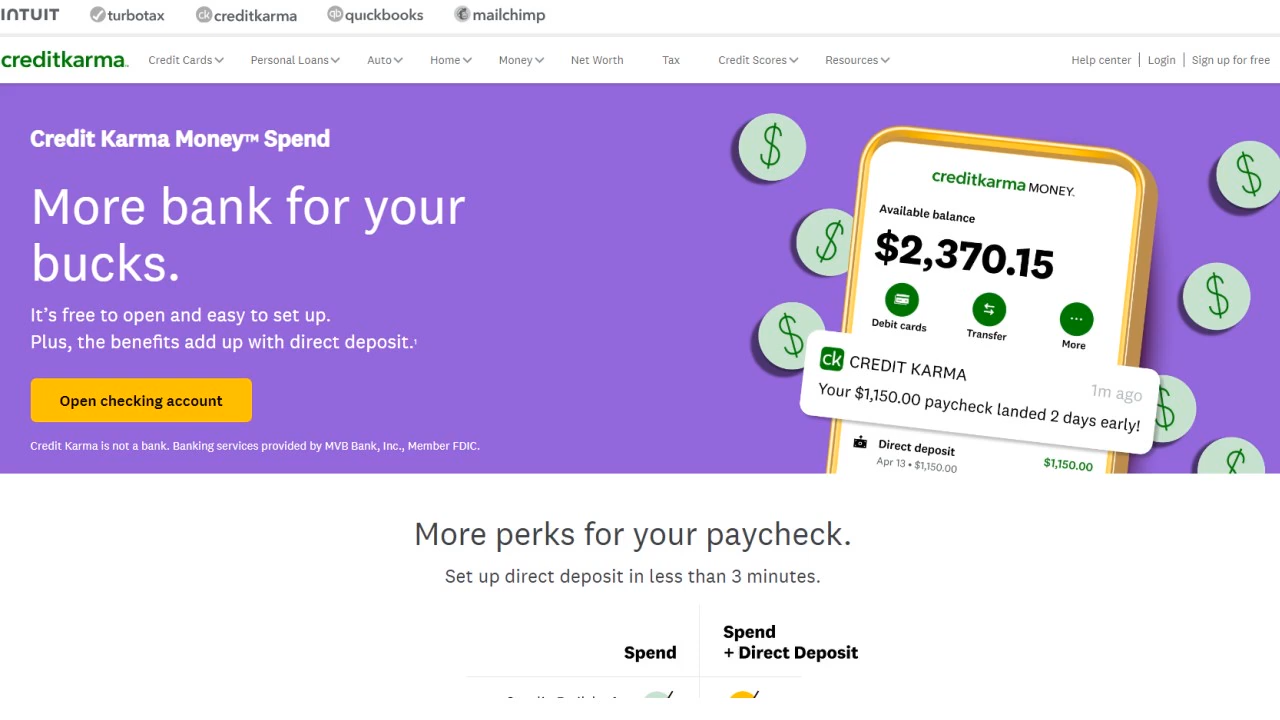 INTUIT turbotax creditkarma quickbooks mailchimp
creditkarma. Credit Cards Personal Loans Auto Home Money Net Worth Tax Credit Scores Resources Help center Login Sign up for free
Credit Karma Money™ Spend
More bank for your
bucks.
It's free to open and easy to set up.
Plus, the benefits add up with direct deposit.¹
Open checking account
Credit Karma is not a bank. Banking services provided by MVB Bank, Inc., Member FDIC.
creditkarma MONEY.
Available balance
$2,370.15
Debit cards Transfer More
ck CREDIT KARMA
1m ago
Your $1,150.00 paycheck landed 2 days early!
Direct deposit
Apr 13 • $1,150.00 $1,150.00
More perks for your paycheck.
Set up direct deposit in less than 3 minutes.
Spend
Spend
+ Direct Deposit